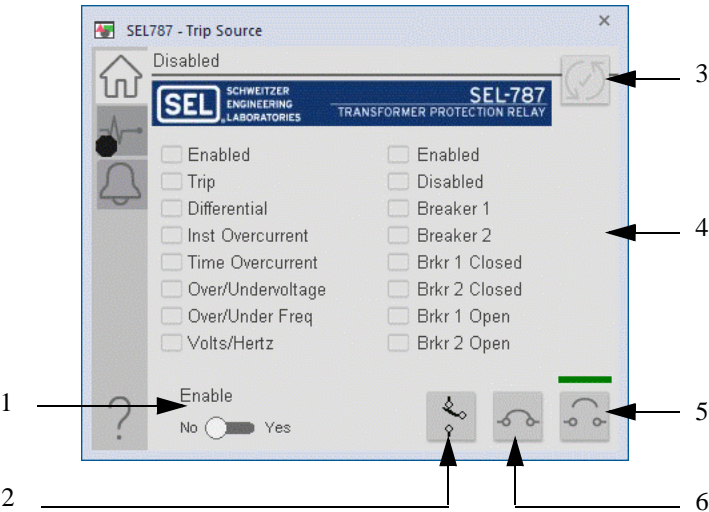 SEL787 - Trip Source
Disabled
3
SEL SCHWEITZER ENGINEERING LABORATORIES
SEL-787
TRANSFORMER PROTECTION RELAY
Enabled Enabled
Trip Disabled
Differential Breaker 1
Inst Overcurrent Breaker 2
4
Time Overcurrent Brkr 1 Closed
Over/Undervoltage Brkr 2 Closed
Over/Under Freq Brkr 1 Open
Volts/Hertz Brkr 2 Open
1
Enable
No Yes
?
5
2
6